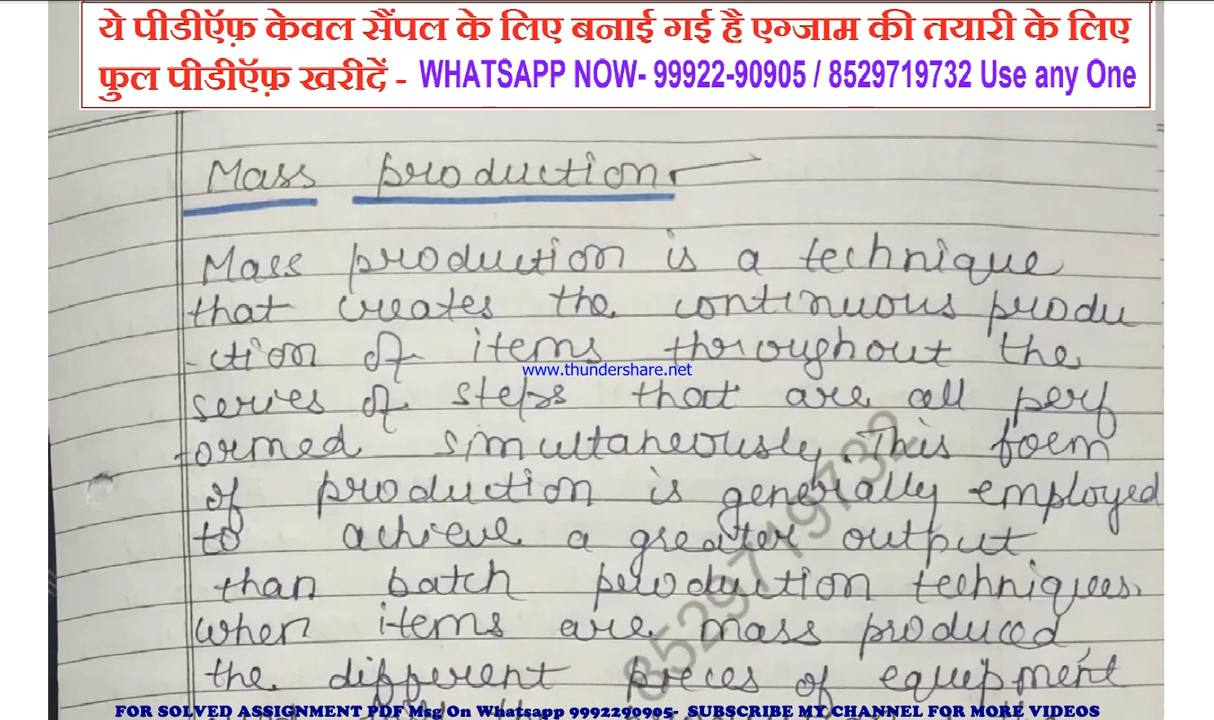 ये पीडीऍफ़ केवल सैंपल के लिए बनाई गई है एग्जाम की तयारी के लिए
फुल पीडीऍफ़ खरीदें - WHATSAPP NOW- 99922-90905 / 8529719732 Use any One
Mass production
Mass production is a technique
that creates the continuous produ
-ction of items throughout the
www.thundershare.net
series of steps that are all perf
ormed simultaneously. This form
of production is generally employed
to achieve a greater output
than batch production techniques.
when items are mass produced,
the different pieces of equipment
8529719732
FOR SOLVED ASSIGNMENT PDF Msg On Whatsapp 9992290905- SUBSCRIBE MY CHANNEL FOR MORE VIDEOS